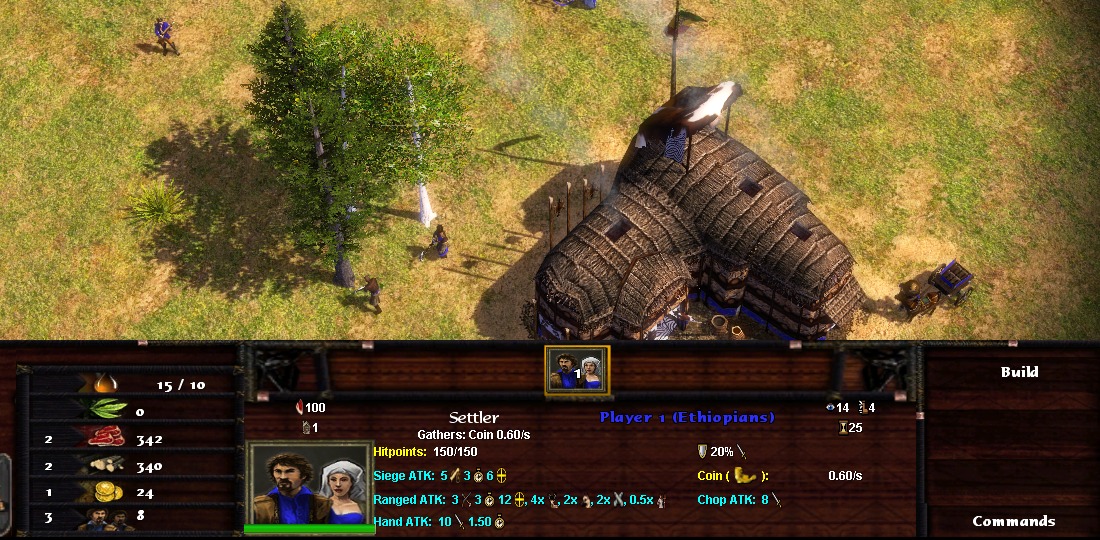 15 / 10
0
2 342
2 340
1 24
3 8
1
100 Settler Player 1 (Ethiopians) 14 4
1 Gathers: Coin 0.60/s 25
Hitpoints: 150/150 20%
Siege ATK: 5 3 6 Coin ( ): 0.60/s
Ranged ATK: 3 3 12 , 4x , 2x , 2x , 0.5x Chop ATK: 8
Hand ATK: 10 1.50
Build
Commands